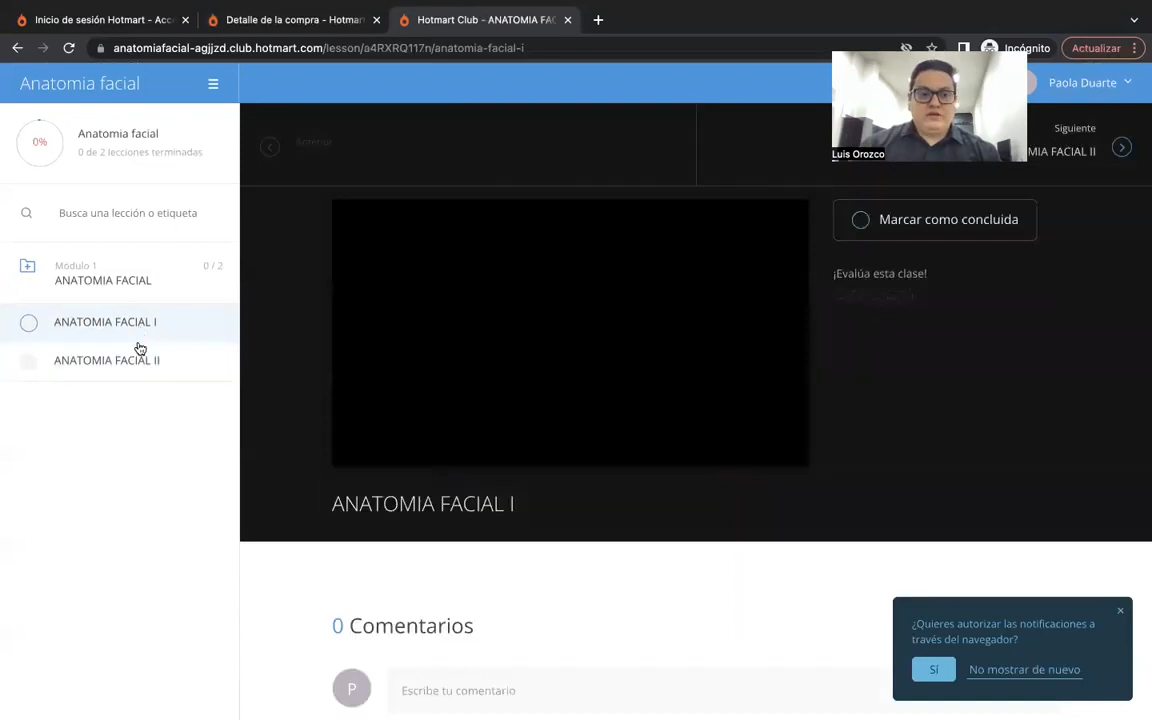 Inicio de sesión Hotmart - Acc
Detalle de la compra - Hotmart
Hotmart Club - ANATOMIA FAC
anatomiafacial-agjjzd.club.hotmart.com/lesson/a4RXRQ117n/anatomia-facial-i
Incógnito
Actualizar
Anatomia facial
Paola Duarte
0%
Anatomia facial
0 de 2 lecciones terminadas
Anterior
Siguiente
MIA FACIAL II
Luis Orozco
Busca una lección o etiqueta
Marcar como concluida
Módulo 1
0 / 2
ANATOMIA FACIAL
¡Evalúa esta clase!
ANATOMIA FACIAL I
ANATOMIA FACIAL II
ANATOMIA FACIAL I
0 Comentarios
P
Escribe tu comentario
¿Quieres autorizar las notificaciones a
través del navegador?
Sí
No mostrar de nuevo